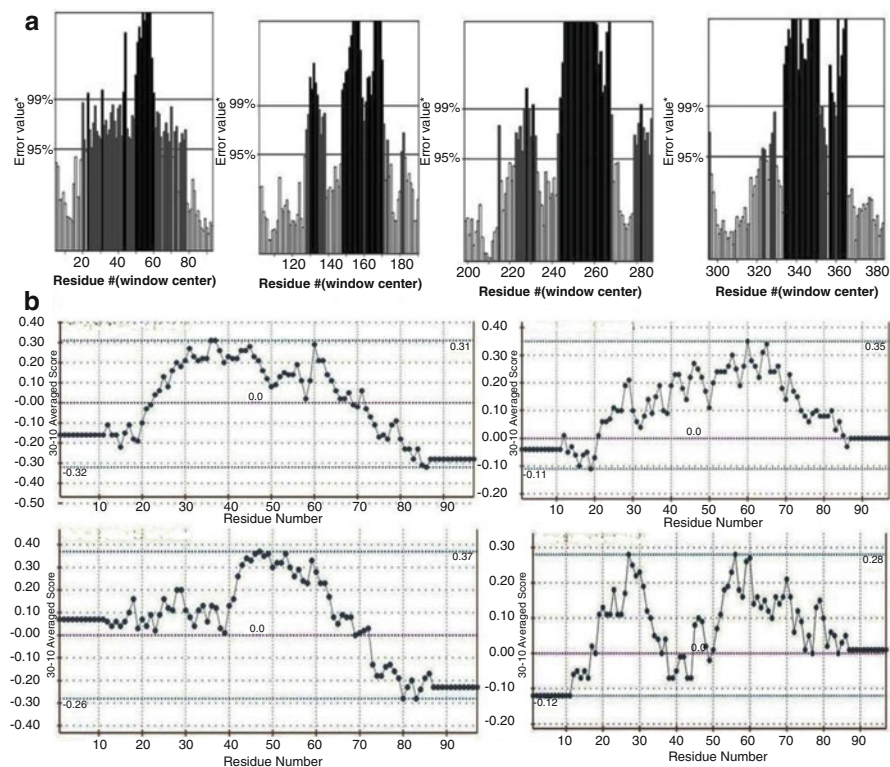 a
Error value*
99%
95%
20 40 60 80
Residue #(window center)
Error value*
99%
95%
120 140 160 180
Residue #(window center)
Error value*
99%
95%
200 220 240 260 280
Residue #(window center)
Error value*
99%
95%
300 320 340 360 380
Residue #(window center)
b
30-10 Averaged Score
0.40
0.30
0.20
0.10
-0.00
-0.10
-0.20
-0.30
-0.40
-0.50
0.31
0.0
-0.32
10 20 30 40 50 60 70 80 90
Residue Number
30-10 Averaged Score
0.40
0.30
0.20
0.10
0.00
-0.10
-0.20
0.35
0.0
-0.11
10 20 30 40 50 60 70 80 90
Residue Number
30-10 Averaged Score
0.40
0.30
0.20
0.10
-0.00
-0.10
-0.20
-0.30
-0.40
0.37
0.0
-0.26
10 20 30 40 50 60 70 80 90
Residue Number
30-10 Averaged Score
0.30
0.20
0.10
0.00
-0.10
-0.20
0.28
0.0
-0.12
10 20 30 40 50 60 70 80 90
Residue Number